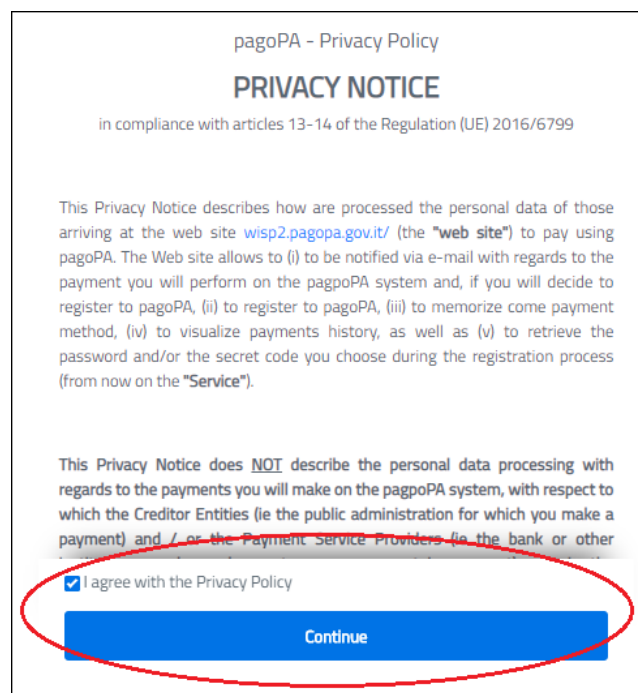 pagoPA - Privacy Policy
PRIVACY NOTICE
in compliance with articles 13-14 of the Regulation (UE) 2016/6799
This Privacy Notice describes how are processed the personal data of those
arriving at the web site wisp2.pagopa.gov.it/ (the "web site") to pay using
pagoPA. The Web site allows to (i) to be notified via e-mail with regards to the
payment you will perform on the pagpoPA system and, if you will decide to
register to pagoPA, (ii) to register to pagoPA, (iii) to memorize come payment
method, (iv) to visualize payments history, as well as (v) to retrieve the
password and/or the secret code you choose during the registration process
(from now on the "Service").
This Privacy Notice does NOT describe the personal data processing with
regards to the payments you will make on the pagpoPA system, with respect to
which the Creditor Entities (ie the public administration for which you make a
payment) and / or the Payment Service Providers (ie the bank or other
I agree with the Privacy Policy
Continue